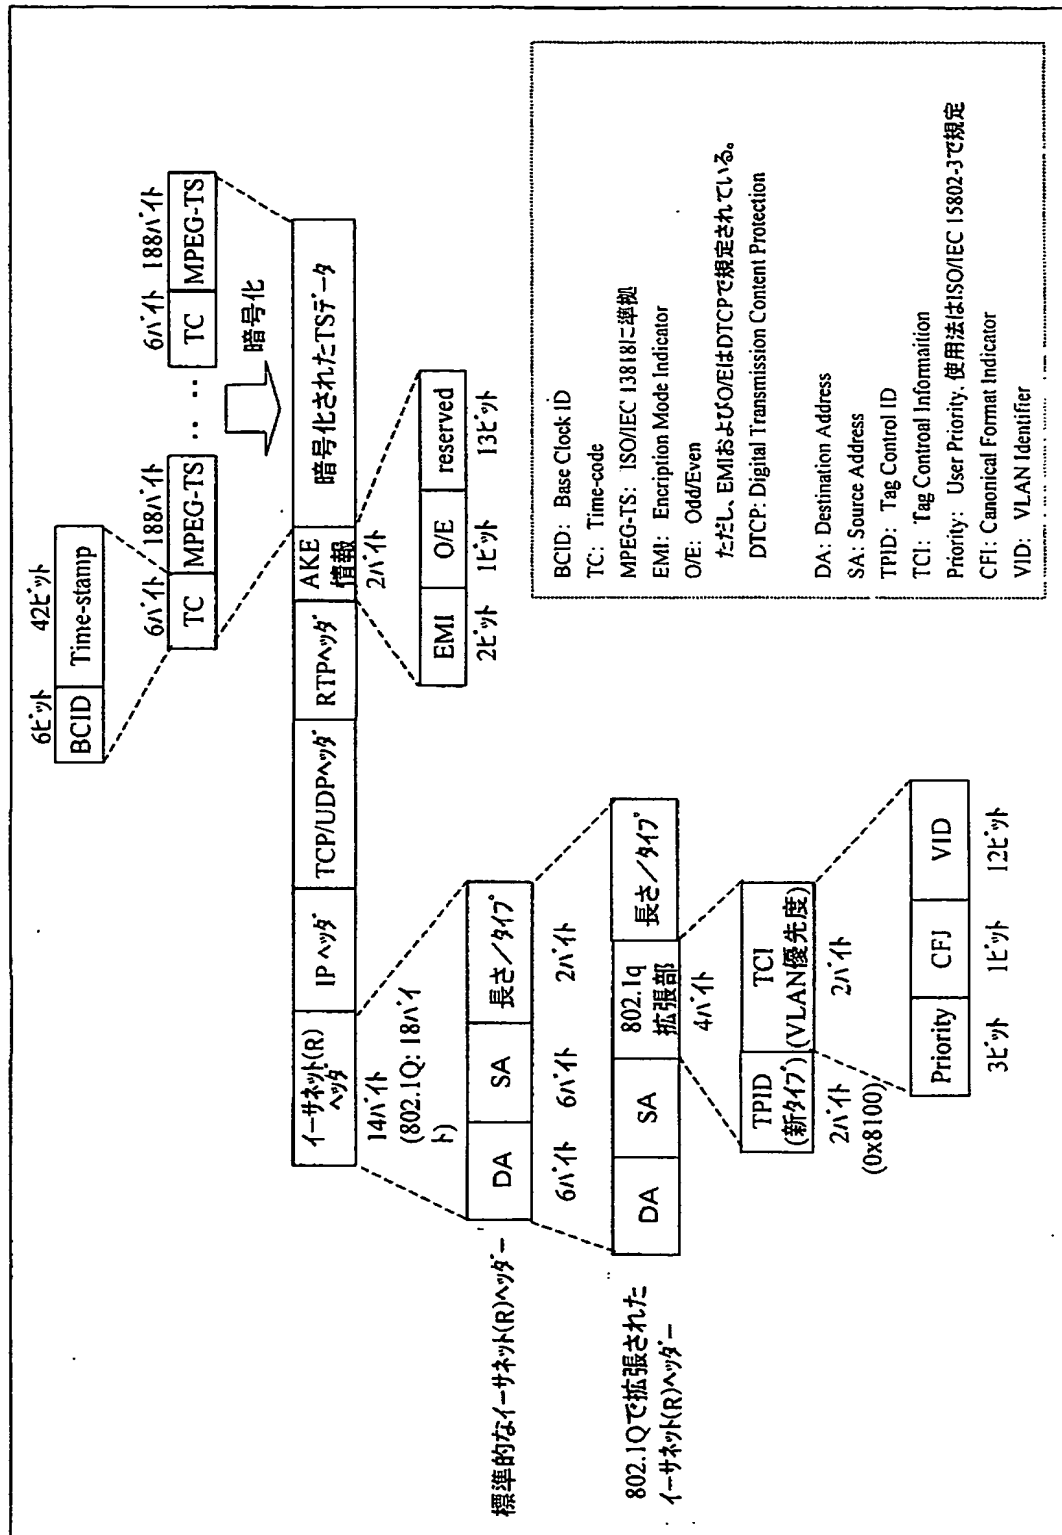 6ビット 42ビット
BCID Time-stamp
6バイト 188バイト 6バイト 188バイト
TC MPEG-TS ‥‥ TC MPEG-TS
暗号化
イーサネット(R)
ヘッダ
IPヘッダ
TCP/UDPヘッダ
RTPヘッダ
AKE
情報
暗号化されたTSデータ
14バイト
(802.1Q: 18バイ
ト)
2バイト
EMI O/E reserved
2ビット 1ビット 13ビット
標準的なイーサネット(R)ヘッダー
DA SA 長さ/タイプ
6バイト 6バイト 2バイト
802.1Qで拡張された
イーサネット(R)ヘッダー
DA SA
802.1q
拡張部
長さ/タイプ
4バイト
TPID
(新タイプ)
TCI
(VLAN優先度)
2バイト
(0x8100)
2バイト
Priority CFJ VID
3ビット 1ビット 12ビット
BCID: Base Clock ID
TC: Time-code
MPEG-TS: ISO/IEC 13818に準拠
EMI: Encription Mode Indicator
O/E: Odd/Even
ただし、EMIおよびO/EはDTCPで規定されている。
DTCP: Digital Transmission Content Protection
DA: Destination Address
SA: Source Address
TPID: Tag Control ID
TCI: Tag Controal Informaition
Priority: User Priority, 使用法はISO/IEC 15802-3で規定
CFI: Canonical Format Indicator
VID: VLAN Identifier